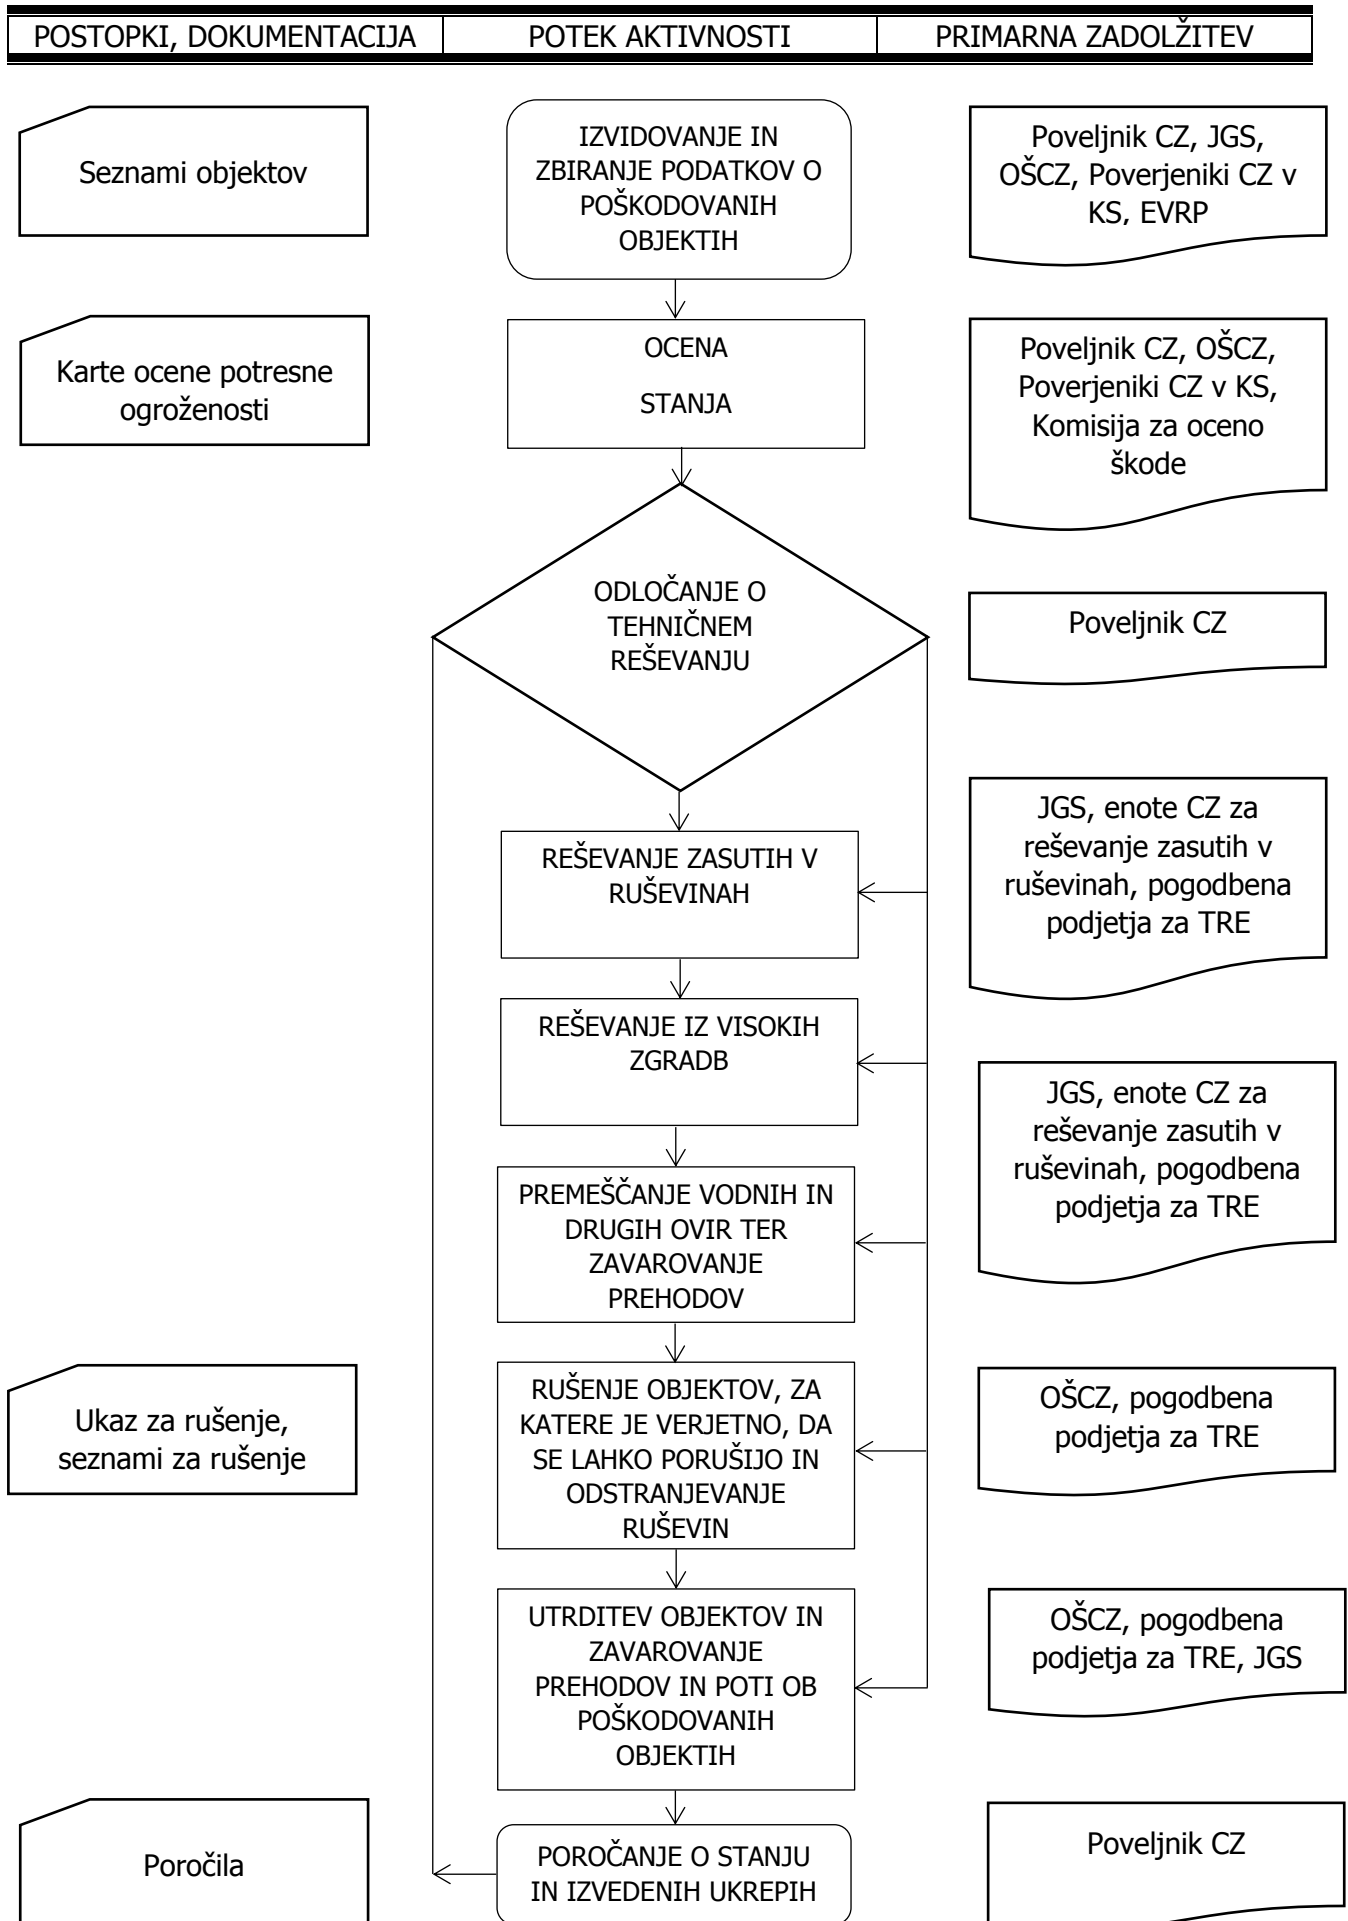 POSTOPKI, DOKUMENTACIJA
POTEK AKTIVNOSTI
PRIMARNA ZADOLŽITEV
Seznami objektov
IZVIDOVANJE IN
ZBIRANJE PODATKOV O
POŠKODOVANIH
OBJEKTIH
Poveljnik CZ, JGS,
OŠCZ, Poverjeniki CZ v
KS, EVRP
Karte ocene potresne
ogroženosti
OCENA
STANJA
Poveljnik CZ, OŠCZ,
Poverjeniki CZ v KS,
Komisija za oceno
škode
ODLOČANJE O
TEHNIČNEM
REŠEVANJU
Poveljnik CZ
REŠEVANJE ZASUTIH V
RUŠEVINAH
JGS, enote CZ za
reševanje zasutih v
ruševinah, pogodbena
podjetja za TRE
REŠEVANJE IZ VISOKIH
ZGRADB
JGS, enote CZ za
reševanje zasutih v
ruševinah, pogodbena
podjetja za TRE
PREMEŠČANJE VODNIH IN
DRUGIH OVIR TER
ZAVAROVANJE
PREHODOV
Ukaz za rušenje,
seznami za rušenje
RUŠENJE OBJEKTOV, ZA
KATERE JE VERJETNO, DA
SE LAHKO PORUŠIJO IN
ODSTRANJEVANJE
RUŠEVIN
OŠCZ, pogodbena
podjetja za TRE
UTRDITEV OBJEKTOV IN
ZAVAROVANJE
PREHODOV IN POTI OB
POŠKODOVANIH
OBJEKTIH
OŠCZ, pogodbena
podjetja za TRE, JGS
Poročila
POROČANJE O STANJU
IN IZVEDENIH UKREPIH
Poveljnik CZ